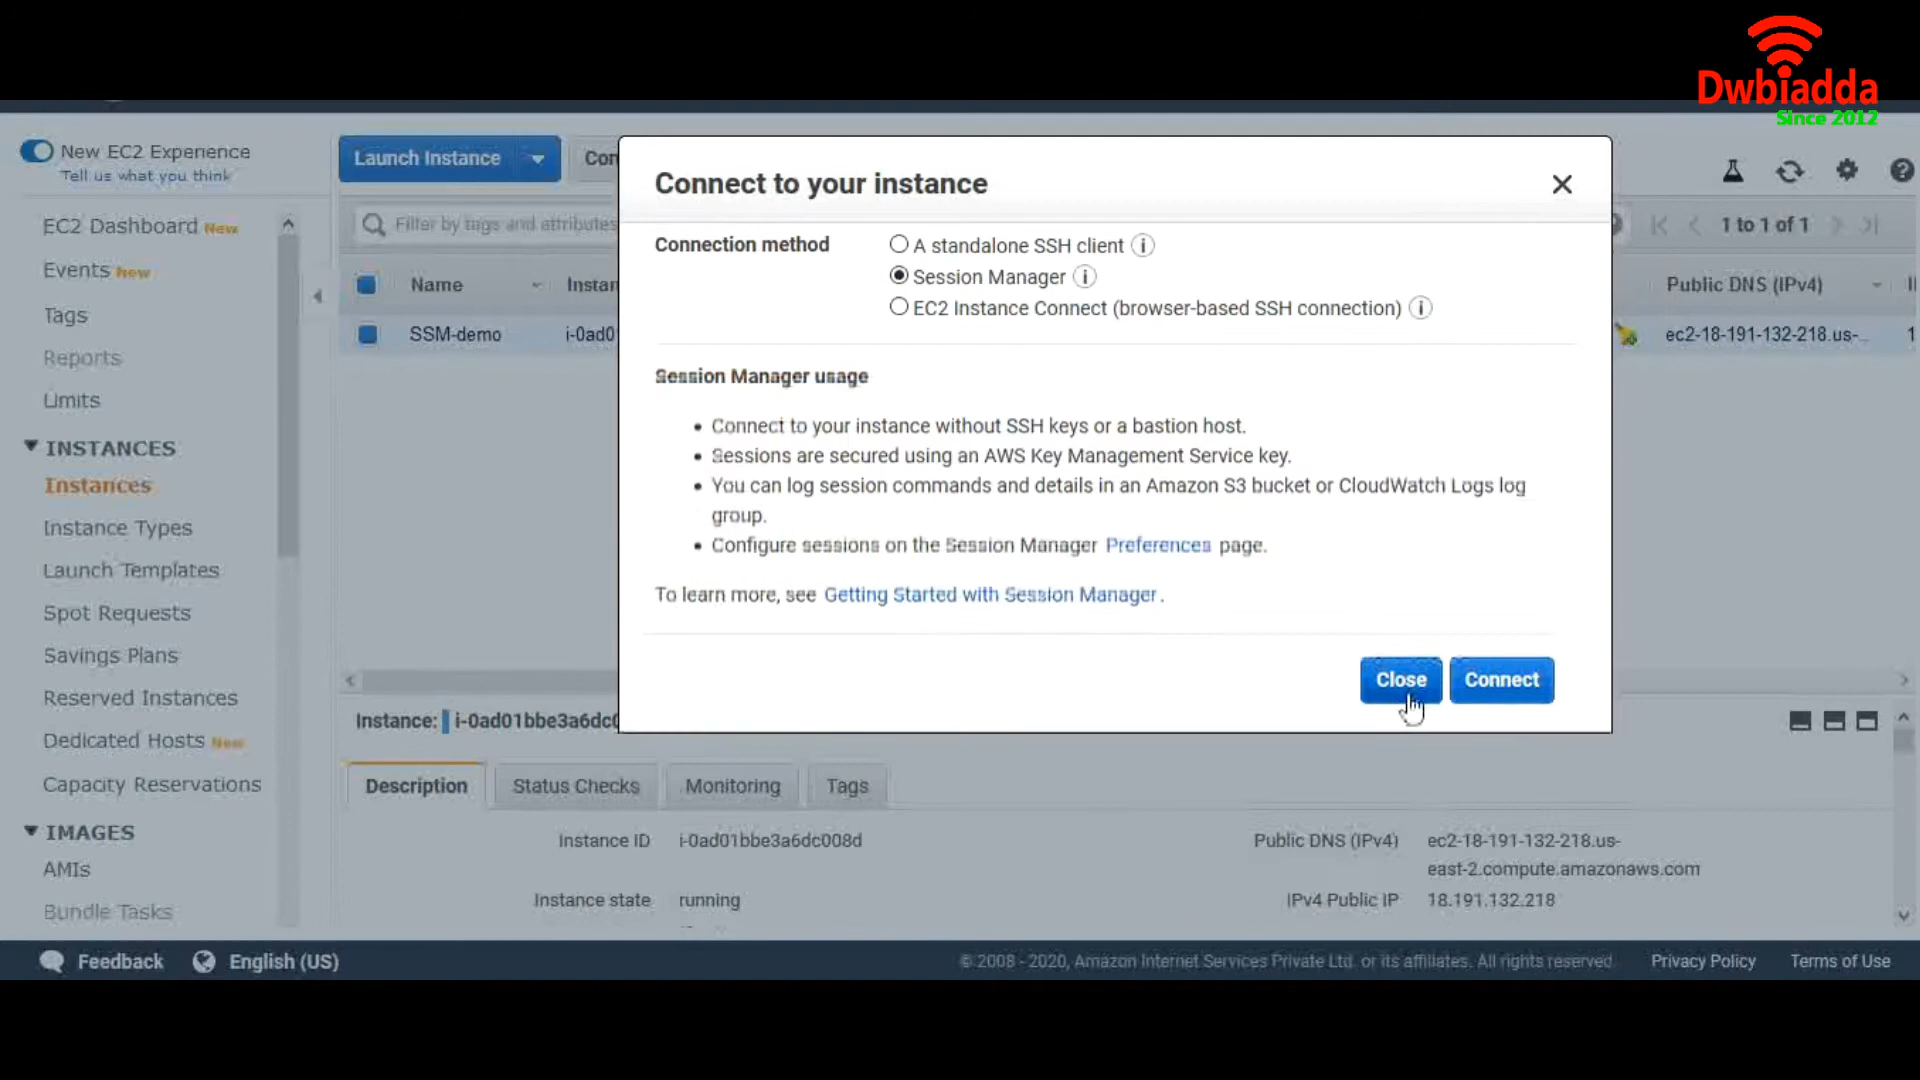 Dwbiadda
Since 2012
New EC2 Experience
Tell us what you think
EC2 Dashboard New
Events New
Tags
Reports
Limits
INSTANCES
Instances
Instance Types
Launch Templates
Spot Requests
Savings Plans
Reserved Instances
Dedicated Hosts New
Capacity Reservations
IMAGES
AMIs
Bundle Tasks
Launch Instance
Con
Filter by tags and attributes
1 to 1 of 1
Name
Instan
Public DNS (IPv4)
SSM-demo
i-0ad0
ec2-18-191-132-218.us-...
1
Connect to your instance
Connection method
A standalone SSH client
Session Manager
EC2 Instance Connect (browser-based SSH connection)
Session Manager usage
• Connect to your instance without SSH keys or a bastion host.
• Sessions are secured using an AWS Key Management Service key.
• You can log session commands and details in an Amazon S3 bucket or CloudWatch Logs log
group.
• Configure sessions on the Session Manager Preferences page.
To learn more, see Getting Started with Session Manager.
Close
Connect
Instance: i-0ad01bbe3a6dc0
Description
Status Checks
Monitoring
Tags
Instance ID i-0ad01bbe3a6dc008d
Public DNS (IPv4) ec2-18-191-132-218.us-
east-2.compute.amazonaws.com
Instance state running
IPv4 Public IP 18.191.132.218
Feedback
English (US)
© 2008 - 2020, Amazon Internet Services Private Ltd. or its affiliates. All rights reserved.
Privacy Policy
Terms of Use